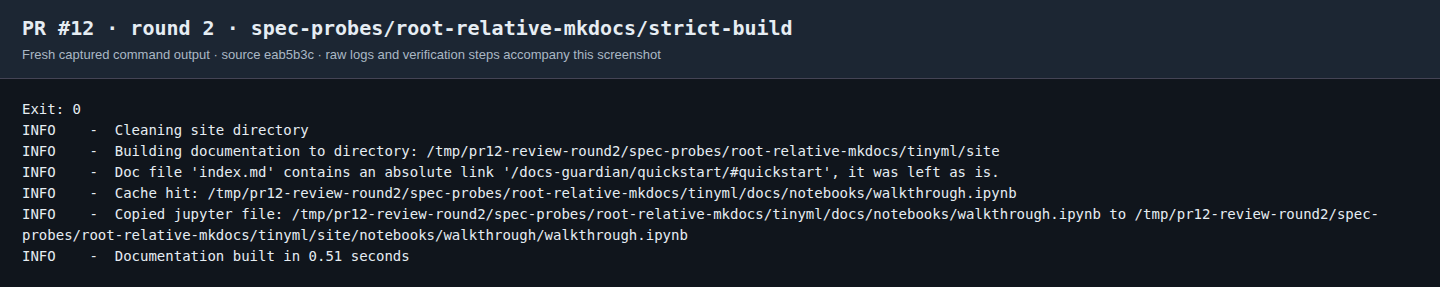 PR #12 · round 2 · spec-probes/root-relative-mkdocs/strict-build
Fresh captured command output · source eab5b3c · raw logs and verification steps accompany this screenshot
Exit: 0
INFO    -  Cleaning site directory
INFO    -  Building documentation to directory: /tmp/pr12-review-round2/spec-probes/root-relative-mkdocs/tinyml/site
INFO    -  Doc file 'index.md' contains an absolute link '/docs-guardian/quickstart/#quickstart', it was left as is.
INFO    -  Cache hit: /tmp/pr12-review-round2/spec-probes/root-relative-mkdocs/tinyml/docs/notebooks/walkthrough.ipynb
INFO    -  Copied jupyter file: /tmp/pr12-review-round2/spec-probes/root-relative-mkdocs/tinyml/docs/notebooks/walkthrough.ipynb to /tmp/pr12-review-round2/spec-
probes/root-relative-mkdocs/tinyml/site/notebooks/walkthrough/walkthrough.ipynb
INFO    -  Documentation built in 0.51 seconds